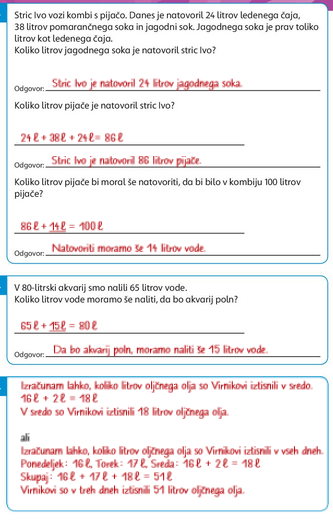 Stric Ivo vozi kombi s pijačo. Danes je natovoril 24 litrov ledenega čaja,
38 litrov pomarančnega soka in jagodni sok. Jagodnega soka je prav toliko
litrov kot ledenega čaja.
Koliko litrov jagodnega soka je natovoril stric Ivo?
Odgovor: Stric Ivo je natovoril 24 litrov jagodnega soka.
Koliko litrov pijače je natovoril stric Ivo?
24 ℓ + 38 ℓ + 24 ℓ = 86 ℓ
Odgovor: Stric Ivo je natovoril 86 litrov pijače.
Koliko litrov pijače bi moral še natovoriti, da bi bilo v kombiju 100 litrov
pijače?
86 ℓ + 14 ℓ = 100 ℓ
Odgovor: Natovoriti moramo še 14 litrov vode.
V 80-litrski akvarij smo nalili 65 litrov vode.
Koliko litrov vode moramo še naliti, da bo akvarij poln?
65 ℓ + 15 ℓ = 80 ℓ
Odgovor: Da bo akvarij poln, moramo naliti še 15 litrov vode.
Izračunam lahko, koliko litrov oljčnega olja so Virnikovi iztisnili v sredo.
16 ℓ + 2 ℓ = 18 ℓ
V sredo so Virnikovi iztisnili 18 litrov oljčnega olja.
ali
Izračunam lahko, koliko litrov oljčnega olja so Virnikovi iztisnili v vseh dneh.
Ponedeljek: 16 ℓ, Torek: 17 ℓ, Sreda: 16 ℓ + 2 ℓ = 18 ℓ
Skupaj: 16 ℓ + 17 ℓ + 18 ℓ = 51 ℓ
Virnikovi so v treh dneh iztisnili 51 litrov oljčnega olja.